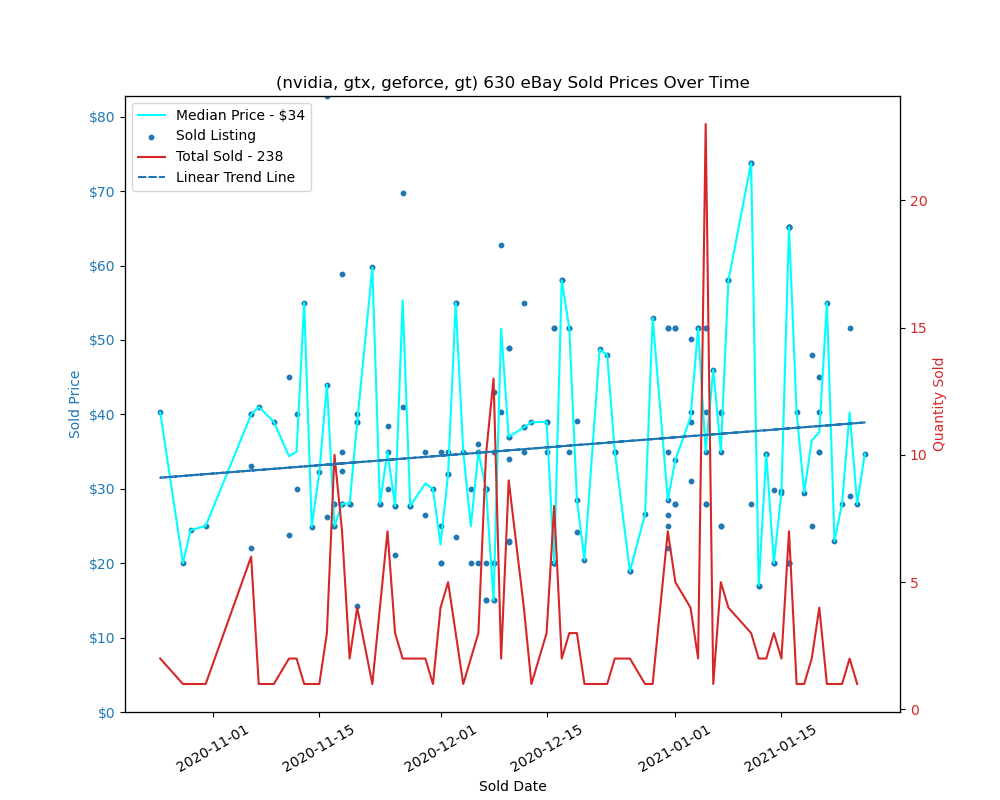 (nvidia, gtx, geforce, gt) 630 eBay Sold Prices Over Time
Median Price - $34
Sold Listing
Total Sold - 238
Linear Trend Line
$80
$70
$60
$50
$40
$30
$20
$10
$0
Sold Price
20
15
10
5
0
Quantity Sold
2020-11-01
2020-11-15
2020-12-01
2020-12-15
2021-01-01
2021-01-15
Sold Date